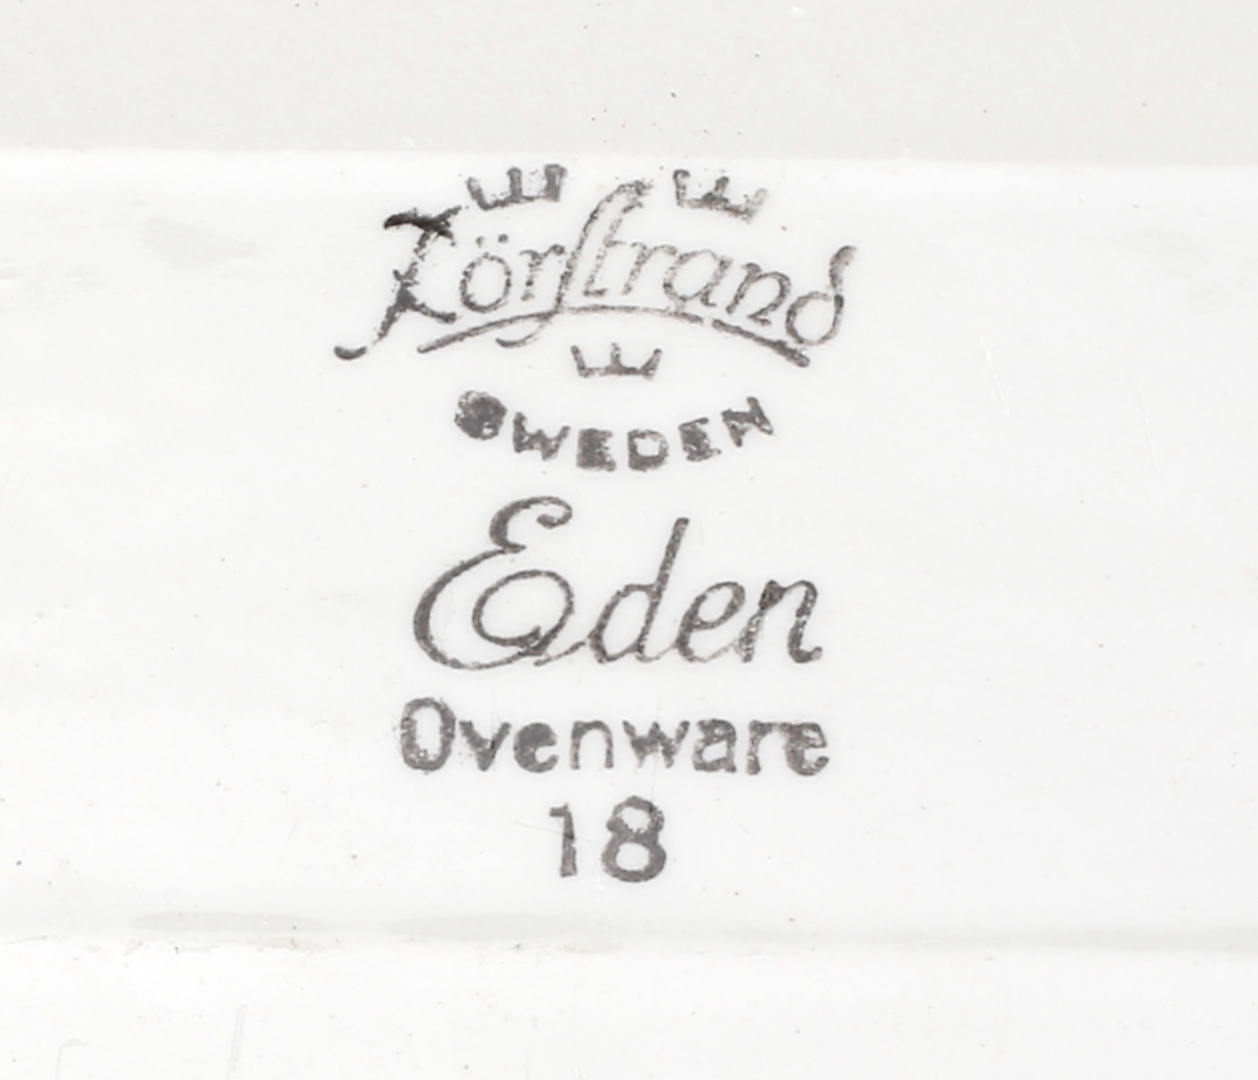 Rörstrand
SWEDEN
Eden
Ovenware
18